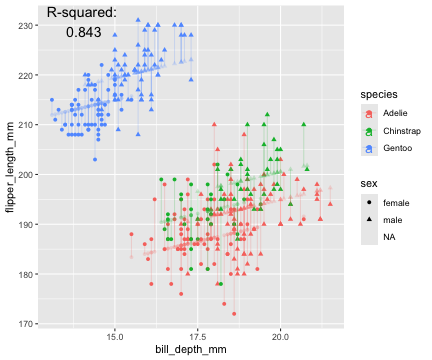 R-squared:
0.843
230
220
210
200
190
180
170
flipper_length_mm
15.0
17.5
20.0
bill_depth_mm
species
a
Adelie
a
Chinstrap
a
Gentoo
sex
female
male
NA